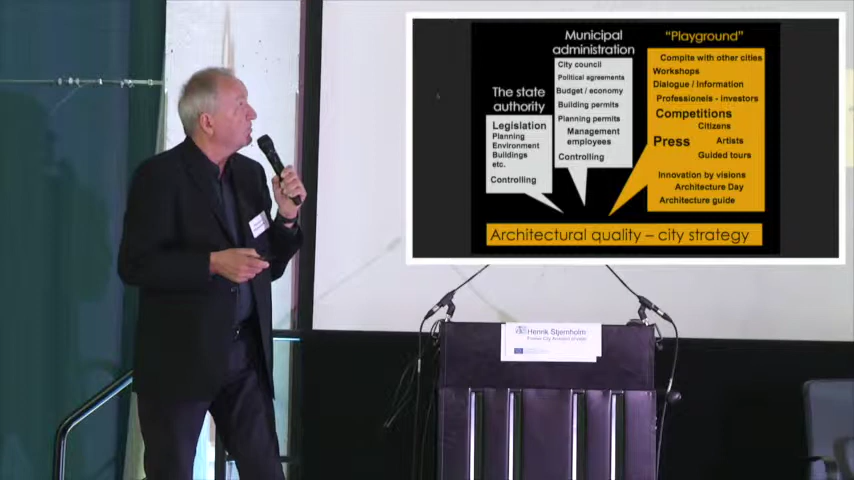 The state
authority
Legislation
Planning
Environment
Buildings
etc.
Controlling
Municipal
administration
City council
Political agreements
Budget / economy
Building permits
Planning permits
Management
employees
Controlling
"Playground"
Compite with other cities
Workshops
Dialogue / Information
Professionels - investors
Competitions
Citizens
Press
Artists
Guided tours
Innovation by visions
Architecture Day
Architecture guide
Architectural quality – city strategy
Henrik Stjernholm